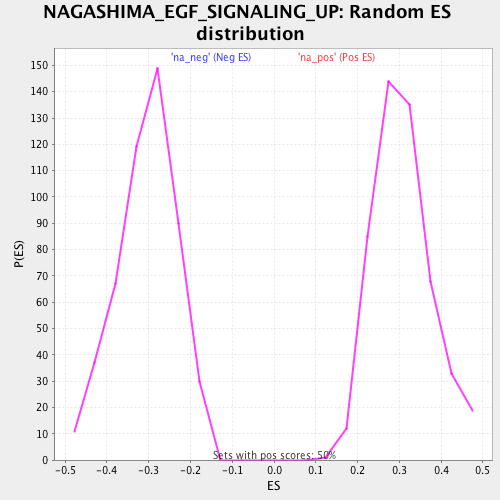 NAGASHIMA_EGF_SIGNALING_UP: Random ES
distribution
'na_neg' (Neg ES)
'na_pos' (Pos ES)
P(ES)
150
140
130
120
110
100
90
80
70
60
50
40
30
20
10
0
Sets with pos scores: 50%
-0.5 -0.4 -0.3 -0.2 -0.1 0.0 0.1 0.2 0.3 0.4 0.5
ES